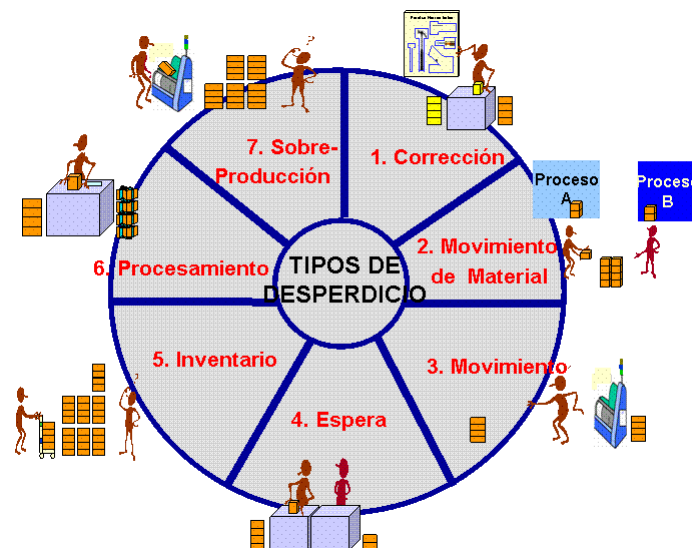 7. Sobre-
Producción
1. Corrección
Proceso
A
Proceso
B
2. Movimiento
de Material
6. Procesamiento
TIPOS DE
DESPERDICIO
5. Inventario
3. Movimiento
4. Espera